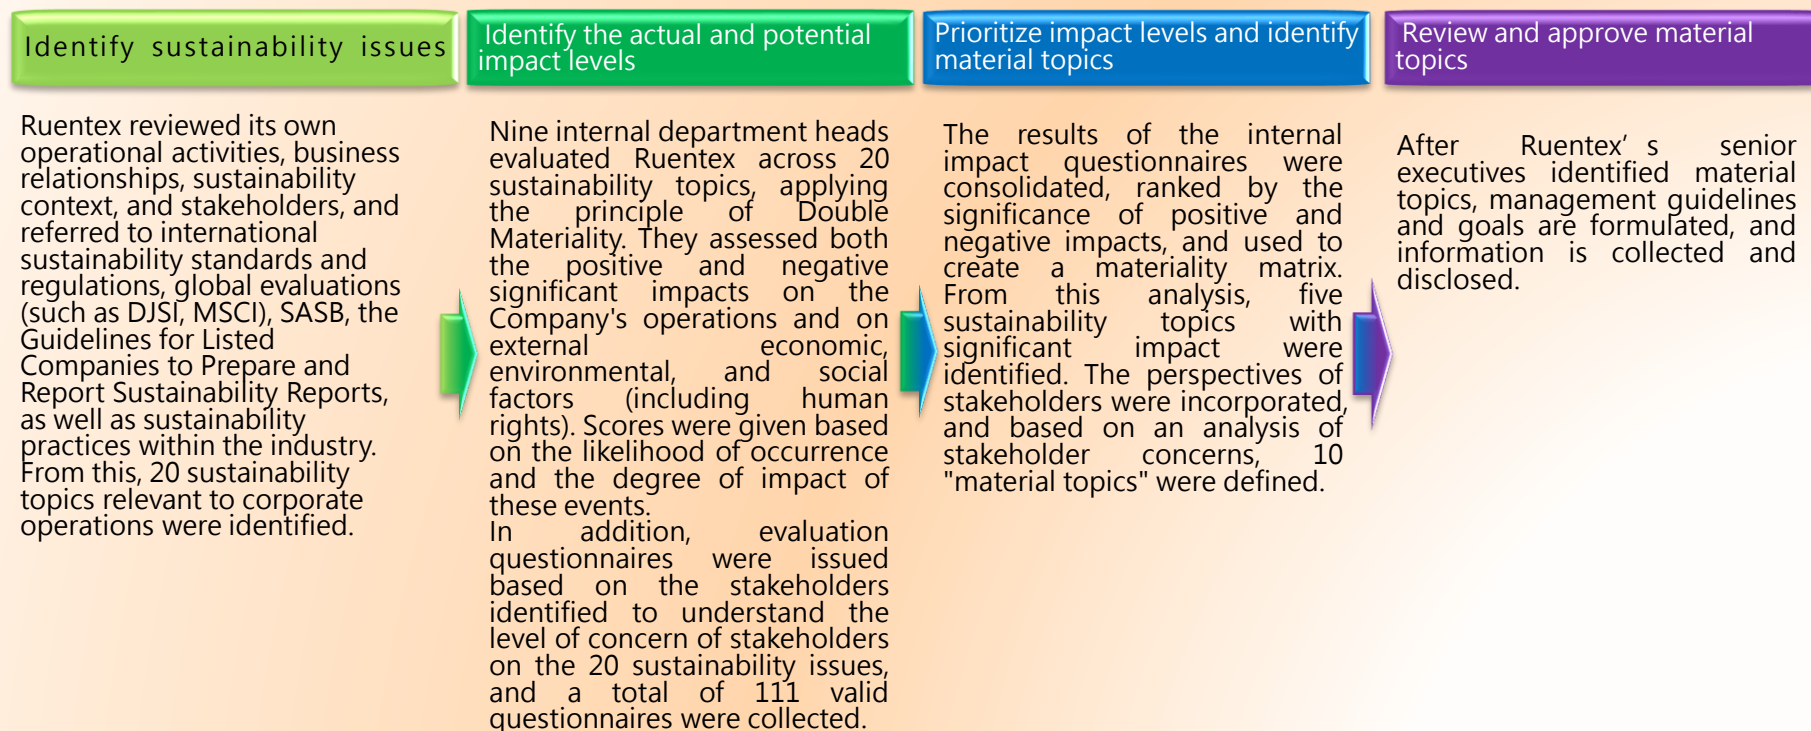 Identify sustainability issues
Identify the actual and potential
impact levels
Prioritize impact levels and identify
material topics
Review and approve material
topics
Ruentex reviewed its own
operational activities, business
relationships, sustainability
context, and stakeholders, and
referred to international
sustainability standards and
regulations, global evaluations
(such as DJSI, MSCI), SASB, the
Guidelines for Listed
Companies to Prepare and
Report Sustainability Reports,
as well as sustainability
practices within the industry.
From this, 20 sustainability
topics relevant to corporate
operations were identified.
Nine internal department heads
evaluated Ruentex across 20
sustainability topics, applying
the principle of Double
Materiality. They assessed both
the positive and negative
significant impacts on the
Company's operations and on
external economic,
environmental, and social
factors (including human
rights). Scores were given based
on the likelihood of occurrence
and the degree of impact of
these events.
In addition, evaluation
questionnaires were issued
based on the stakeholders
identified to understand the
level of concern of stakeholders
on the 20 sustainability issues,
and a total of 111 valid
questionnaires were collected.
The results of the internal
impact questionnaires were
consolidated, ranked by the
significance of positive and
negative impacts, and used to
create a materiality matrix.
From this analysis, five
sustainability topics with
significant impact were
identified. The perspectives of
stakeholders were incorporated,
and based on an analysis of
stakeholder concerns, 10
"material topics" were defined.
After Ruentex' s senior
executives identified material
topics, management guidelines
and goals are formulated, and
information is collected and
disclosed.